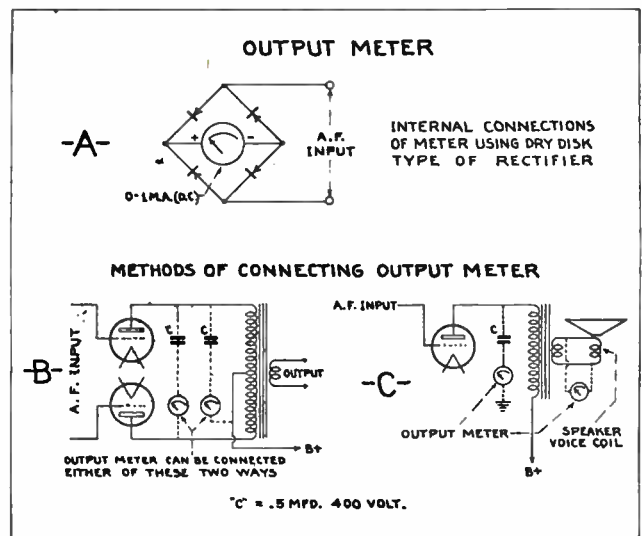 OUTPUT METER
-A-
+
-
A.F.
INPUT
INTERNAL CONNECTIONS
OF METER USING DRY DISK
TYPE OF RECTIFIER
0-1 M.A. (D.C)
METHODS OF CONNECTING OUTPUT METER
-B-
A. F. INPUT
C
C
OUTPUT
B+
OUTPUT METER CAN BE CONNECTED
EITHER OF THESE TWO WAYS
A.F. INPUT
-C-
C
OUTPUT METER
SPEAKER
VOICE COIL
B+
"C" = .5 MFD. 400 VOLT.